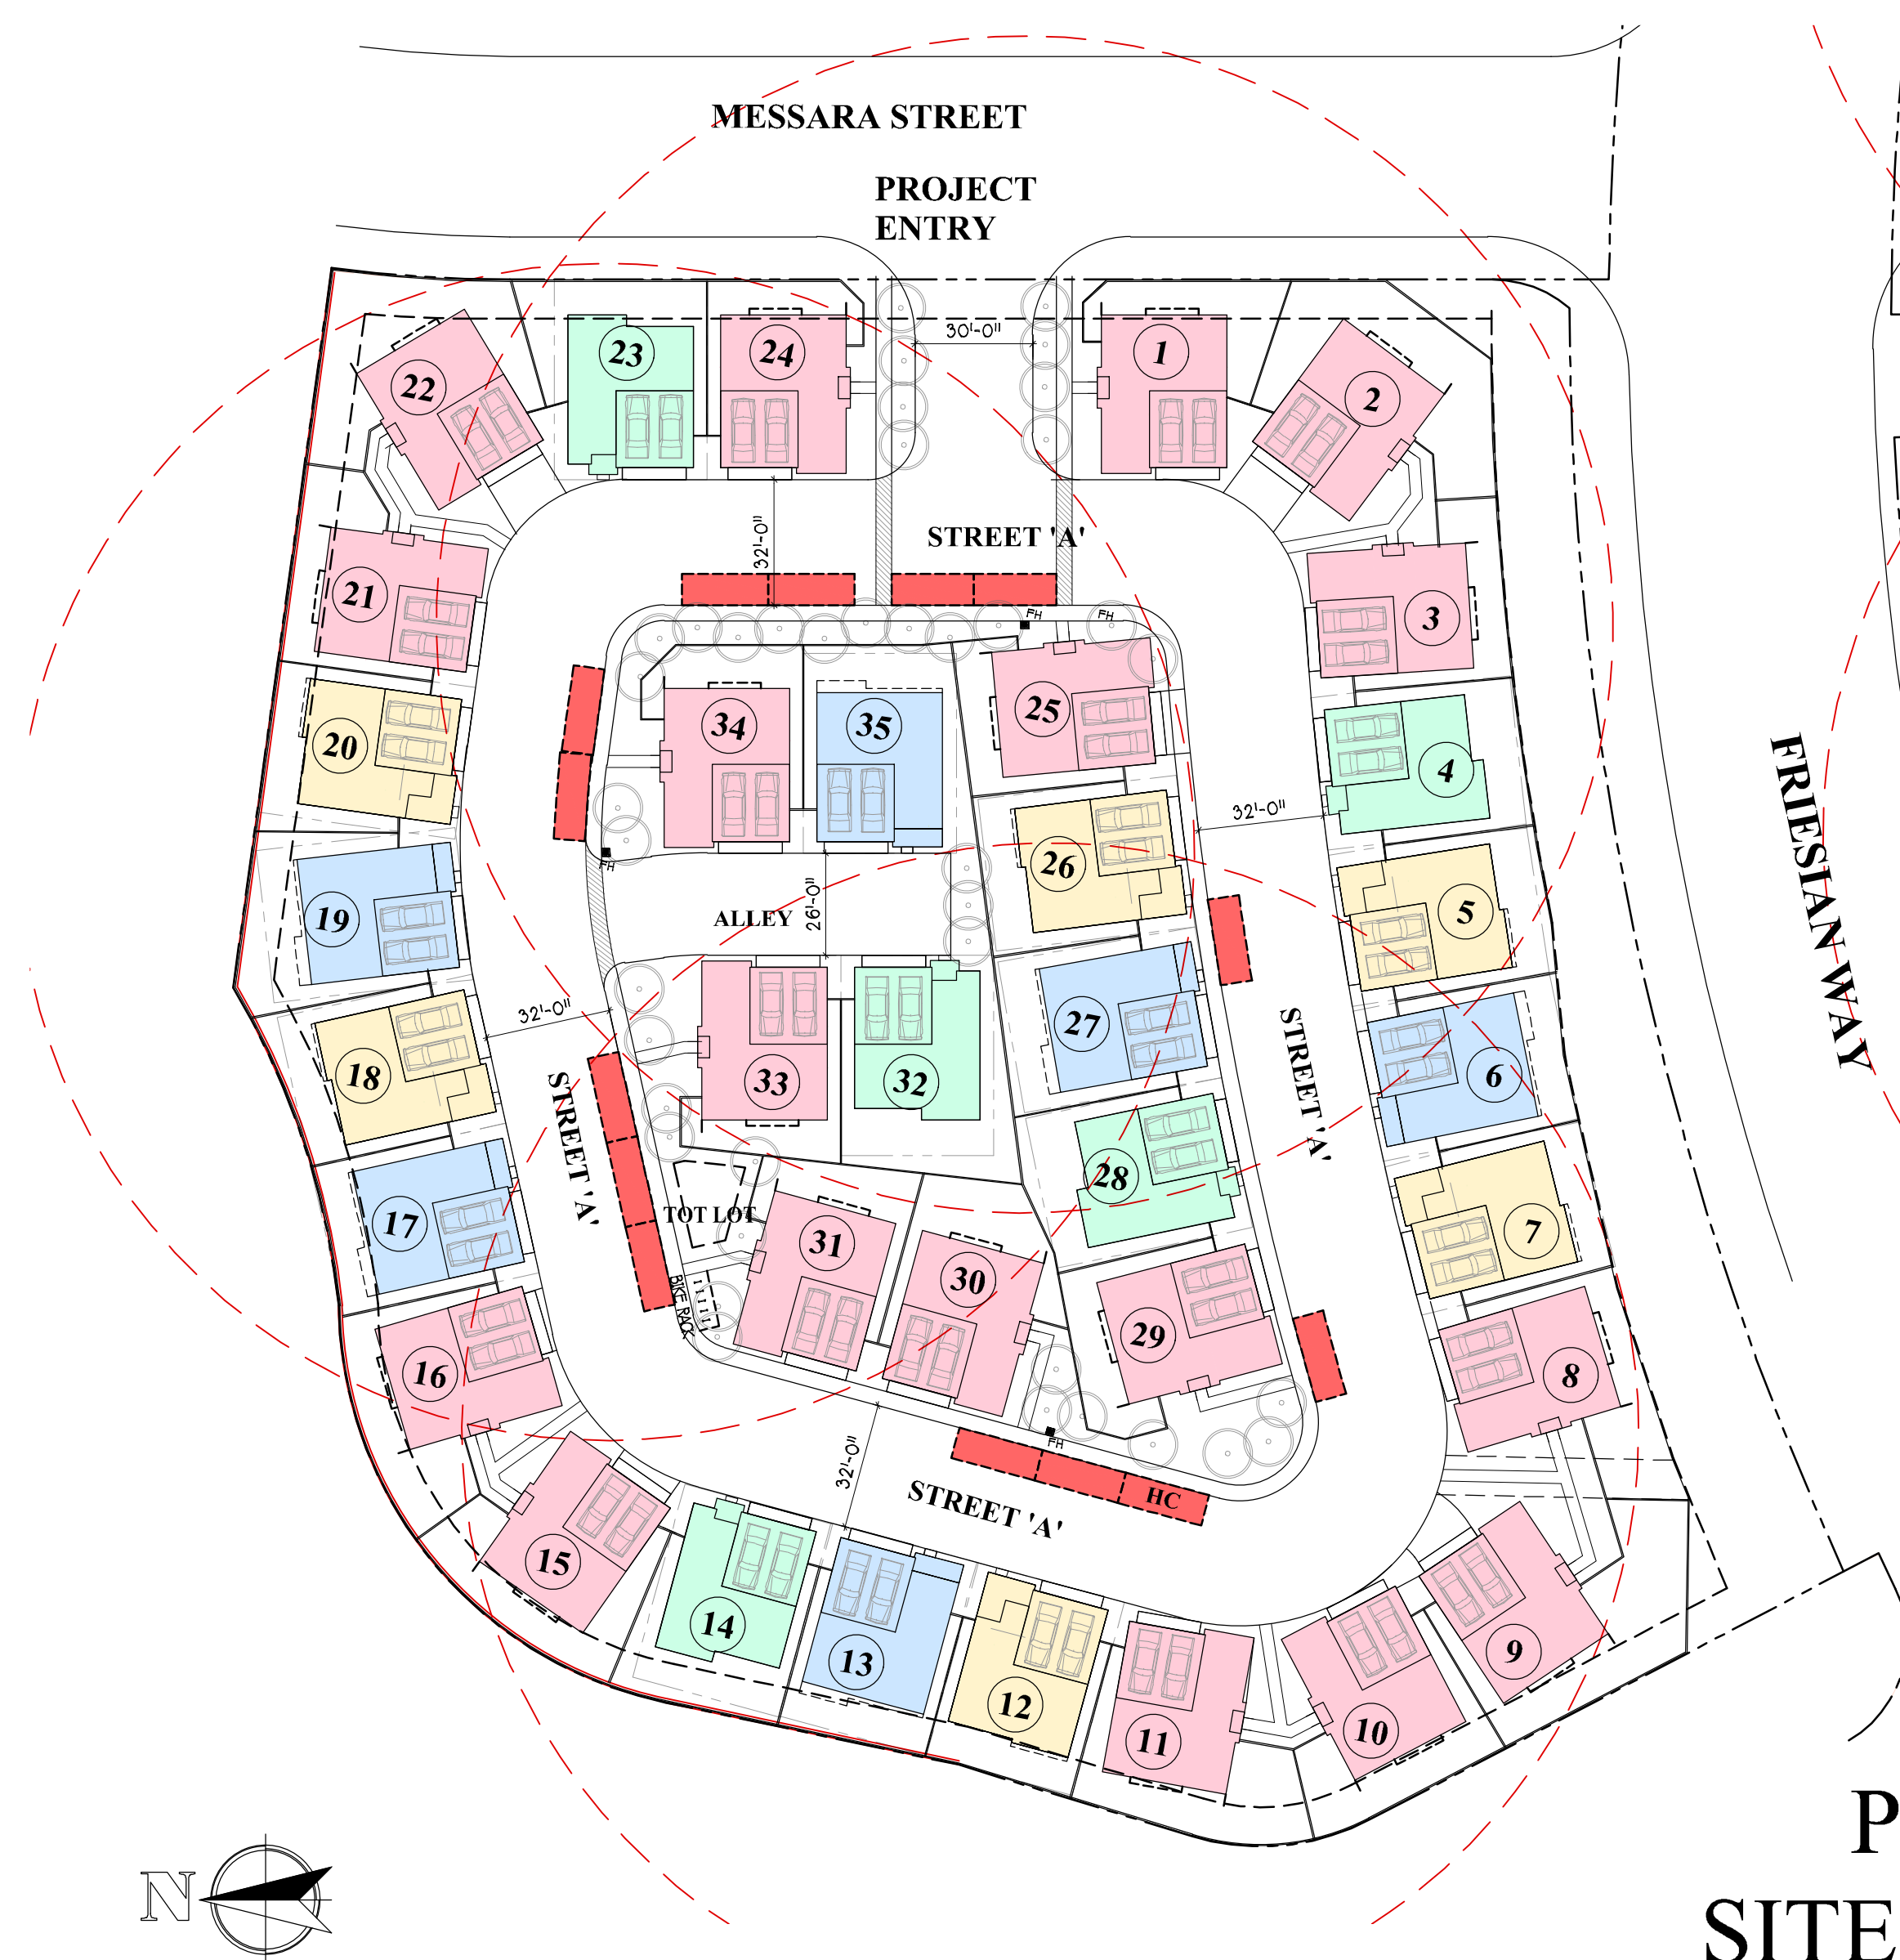 MESSARA STREET
PROJECT
ENTRY
30'-0"
23
24
1
22
2
32'-0"
STREET 'A'
21
FH
FH
3
34
35
25
20
4
FRIESIAN WAY
32'-0"
26
FH
19
ALLEY
26'-0"
5
32'-0"
27
18
33
32
6
STREET 'A'
STREET 'A'
28
17
TOT LOT
31
7
30
BIKE RACK
29
16
8
FH
32'-0"
HC
STREET 'A'
15
14
13
12
11
10
9
P
N
SITE